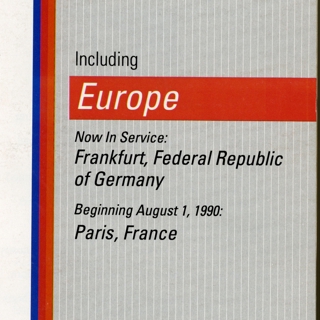 Including
Europe
Now In Service:
Frankfurt, Federal Republic
of Germany
Beginning August 1, 1990:
Paris, France